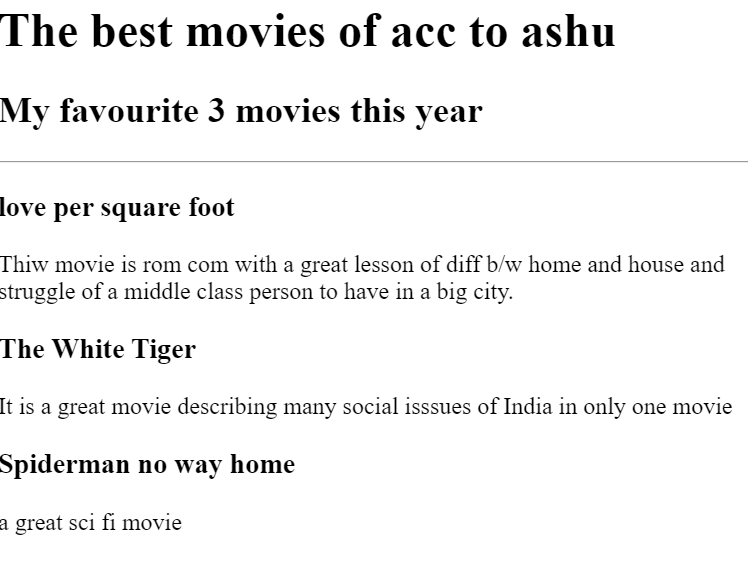 The best movies of acc to ashu
My favourite 3 movies this year
love per square foot
Thiw movie is rom com with a great lesson of diff b/w home and house and
struggle of a middle class person to have in a big city.
The White Tiger
It is a great movie describing many social isssues of India in only one movie
Spiderman no way home
a great sci fi movie